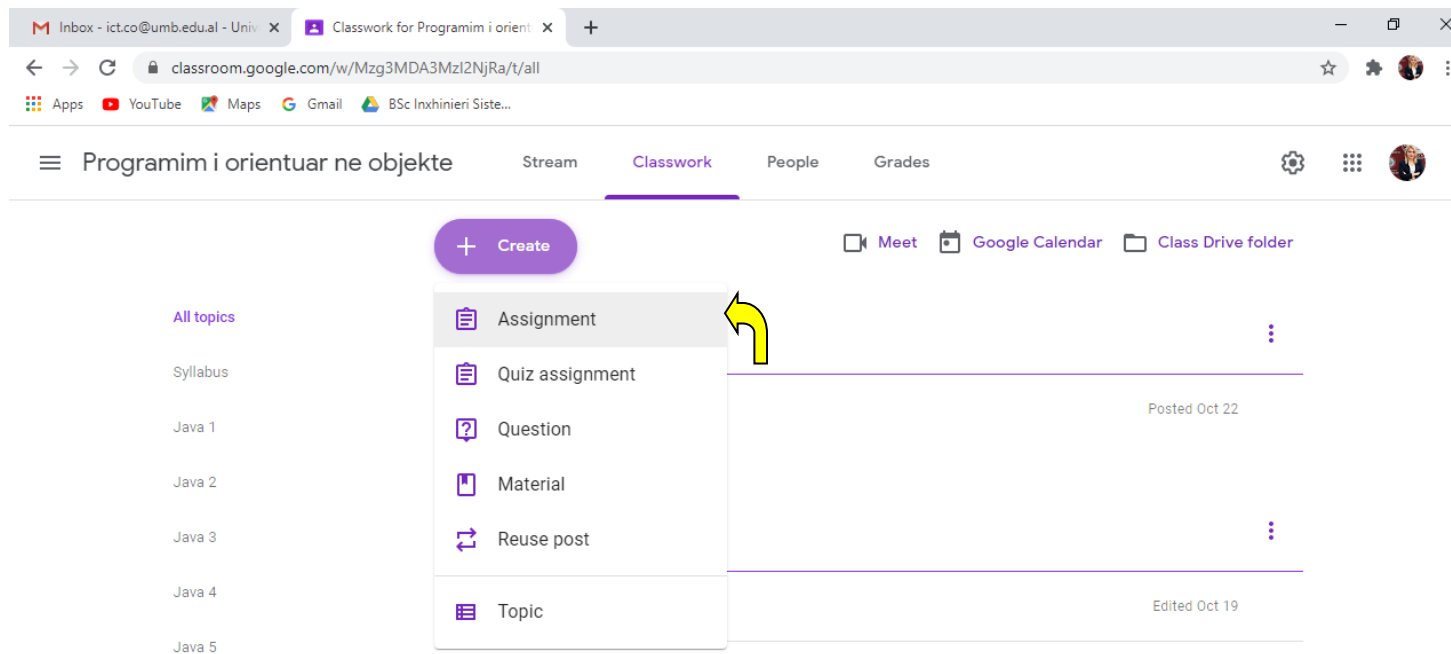 Inbox - ict.co@umb.edu.al - Univ
Classwork for Programim i orient
classroom.google.com/w/Mzg3MDA3MzI2NjRa/t/all
Apps YouTube Maps Gmail BSc Inxhinieri Siste...
Programim i orientuar ne objekte Stream Classwork People Grades
Create Meet Google Calendar Class Drive folder
All topics
Syllabus
Java 1
Java 2
Java 3
Java 4
Java 5
Assignment
Quiz assignment
Question
Material
Reuse post
Topic
Posted Oct 22
Edited Oct 19